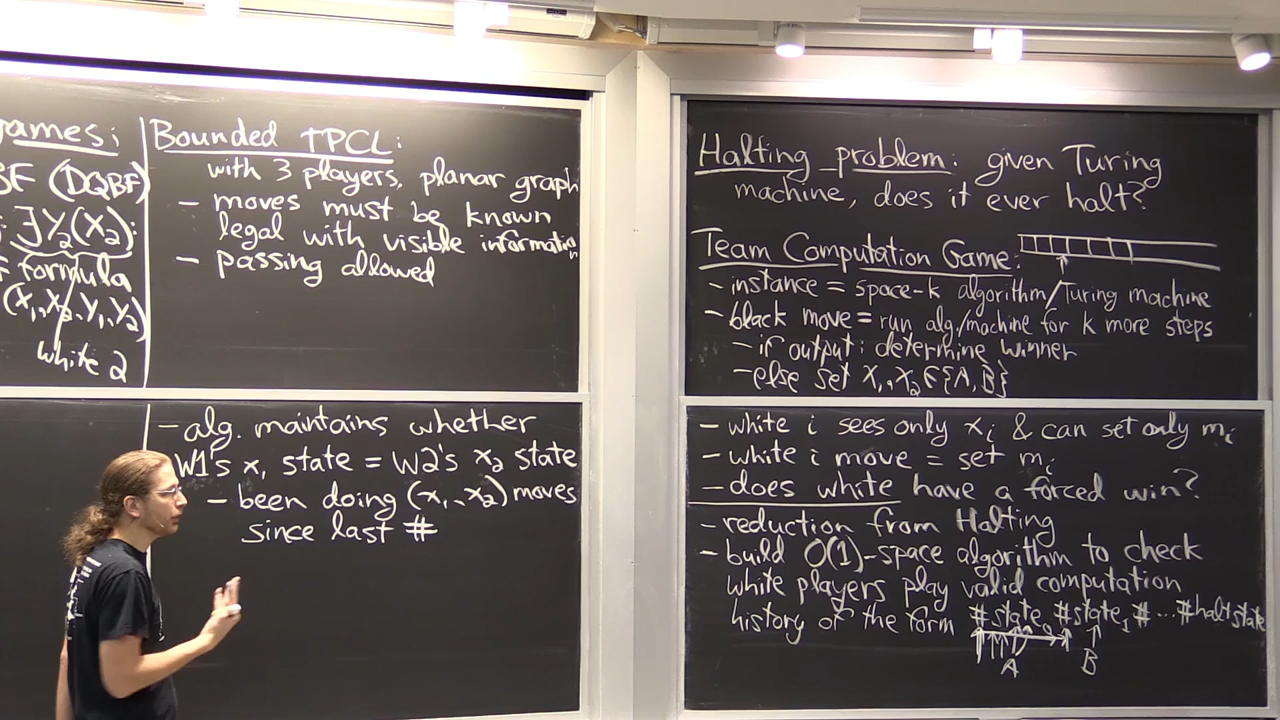 games:
BF (DQBF)
: ∃Y₂(X₂):
formula
(X₁,X₂,Y₁,Y₂)
white 2
Bounded TPCL:
with 3 players, planar graph
- moves must be known
legal with visible information
- passing allowed
- alg. maintains whether
W1's x₁ state = W2's x₂ state
- been doing (x₁,x₂) moves
since last #
Halting problem: given Turing
machine, does it ever halt?
Team Computation Game:
- instance = space-k algorithm/Turing machine
- black move = run alg./machine for k more steps
- if output: determine winner
- else set x₁,x₂∈{A,B}
- white i sees only xᵢ & can set only mᵢ
- white i move = set mᵢ
- does white have a forced win?
- reduction from Halting
- build O(1)-space algorithm to check
white players play valid computation
history of the form #state₀#state₁#...#halt state
A B